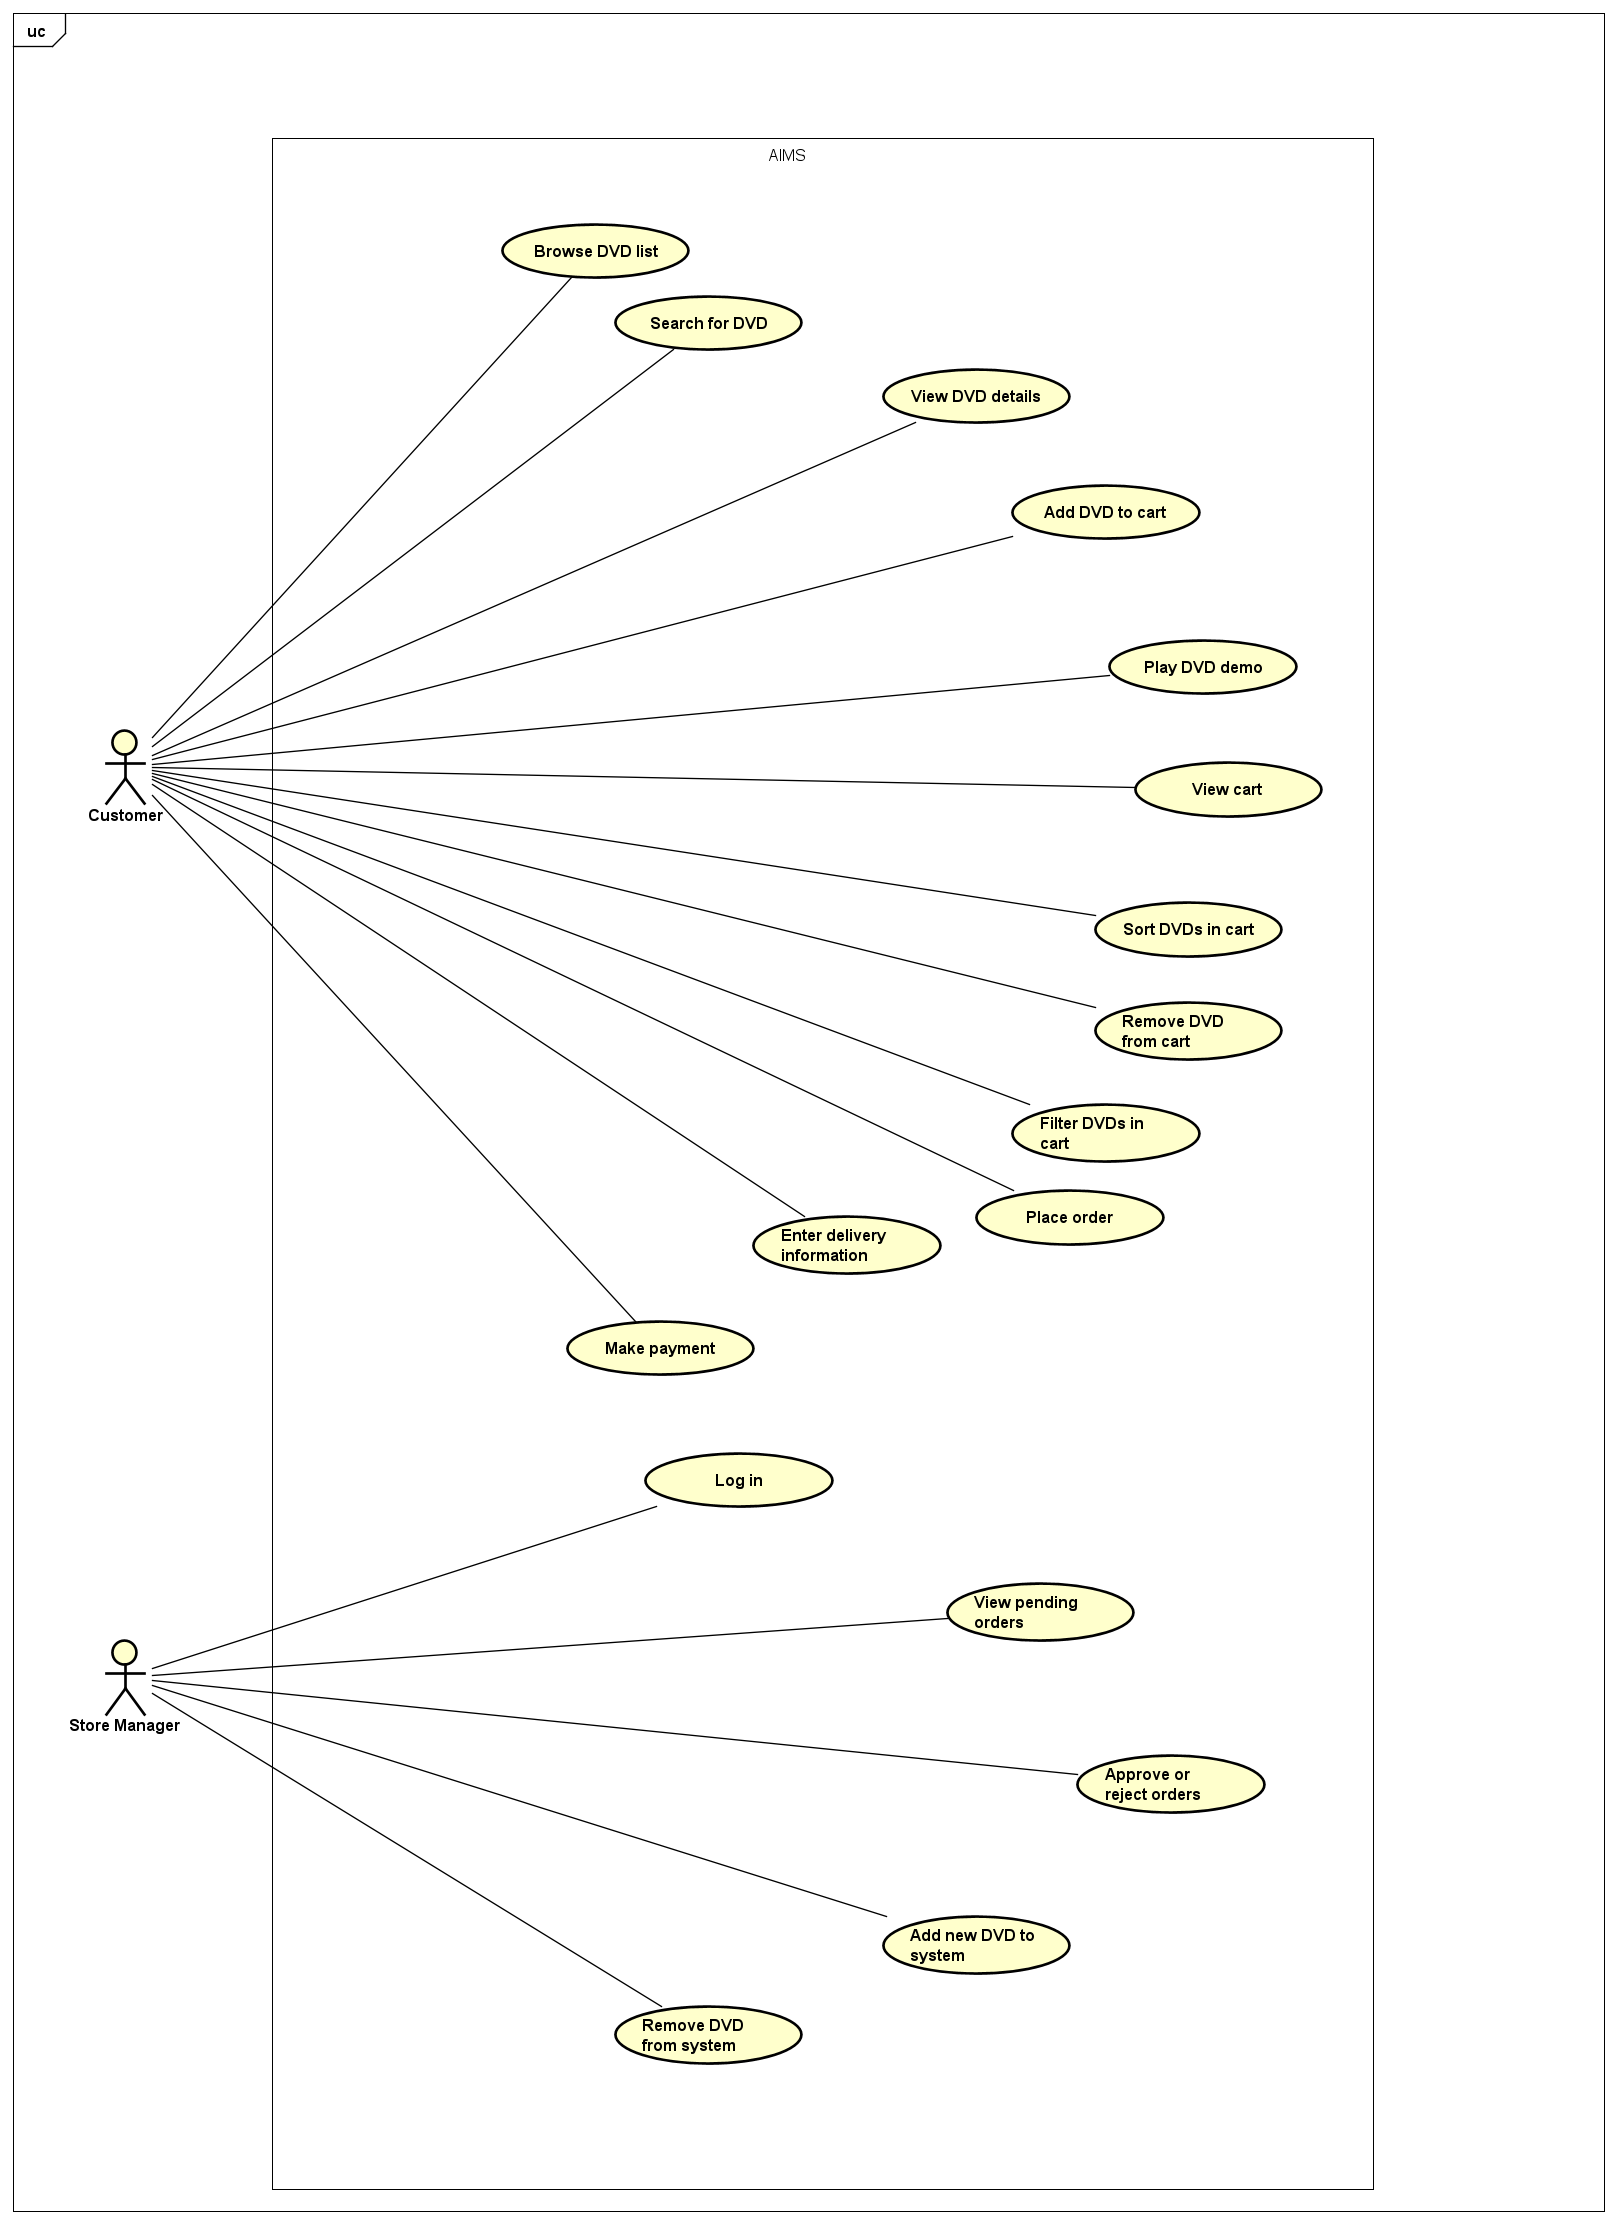 uc
AIMS
Browse DVD list
Search for DVD
View DVD details
Add DVD to cart
Play DVD demo
Customer
View cart
Sort DVDs in cart
Remove DVD
from cart
Filter DVDs in
cart
Place order
Enter delivery
information
Make payment
Log in
View pending
orders
Store Manager
Approve or
reject orders
Add new DVD to
system
Remove DVD
from system